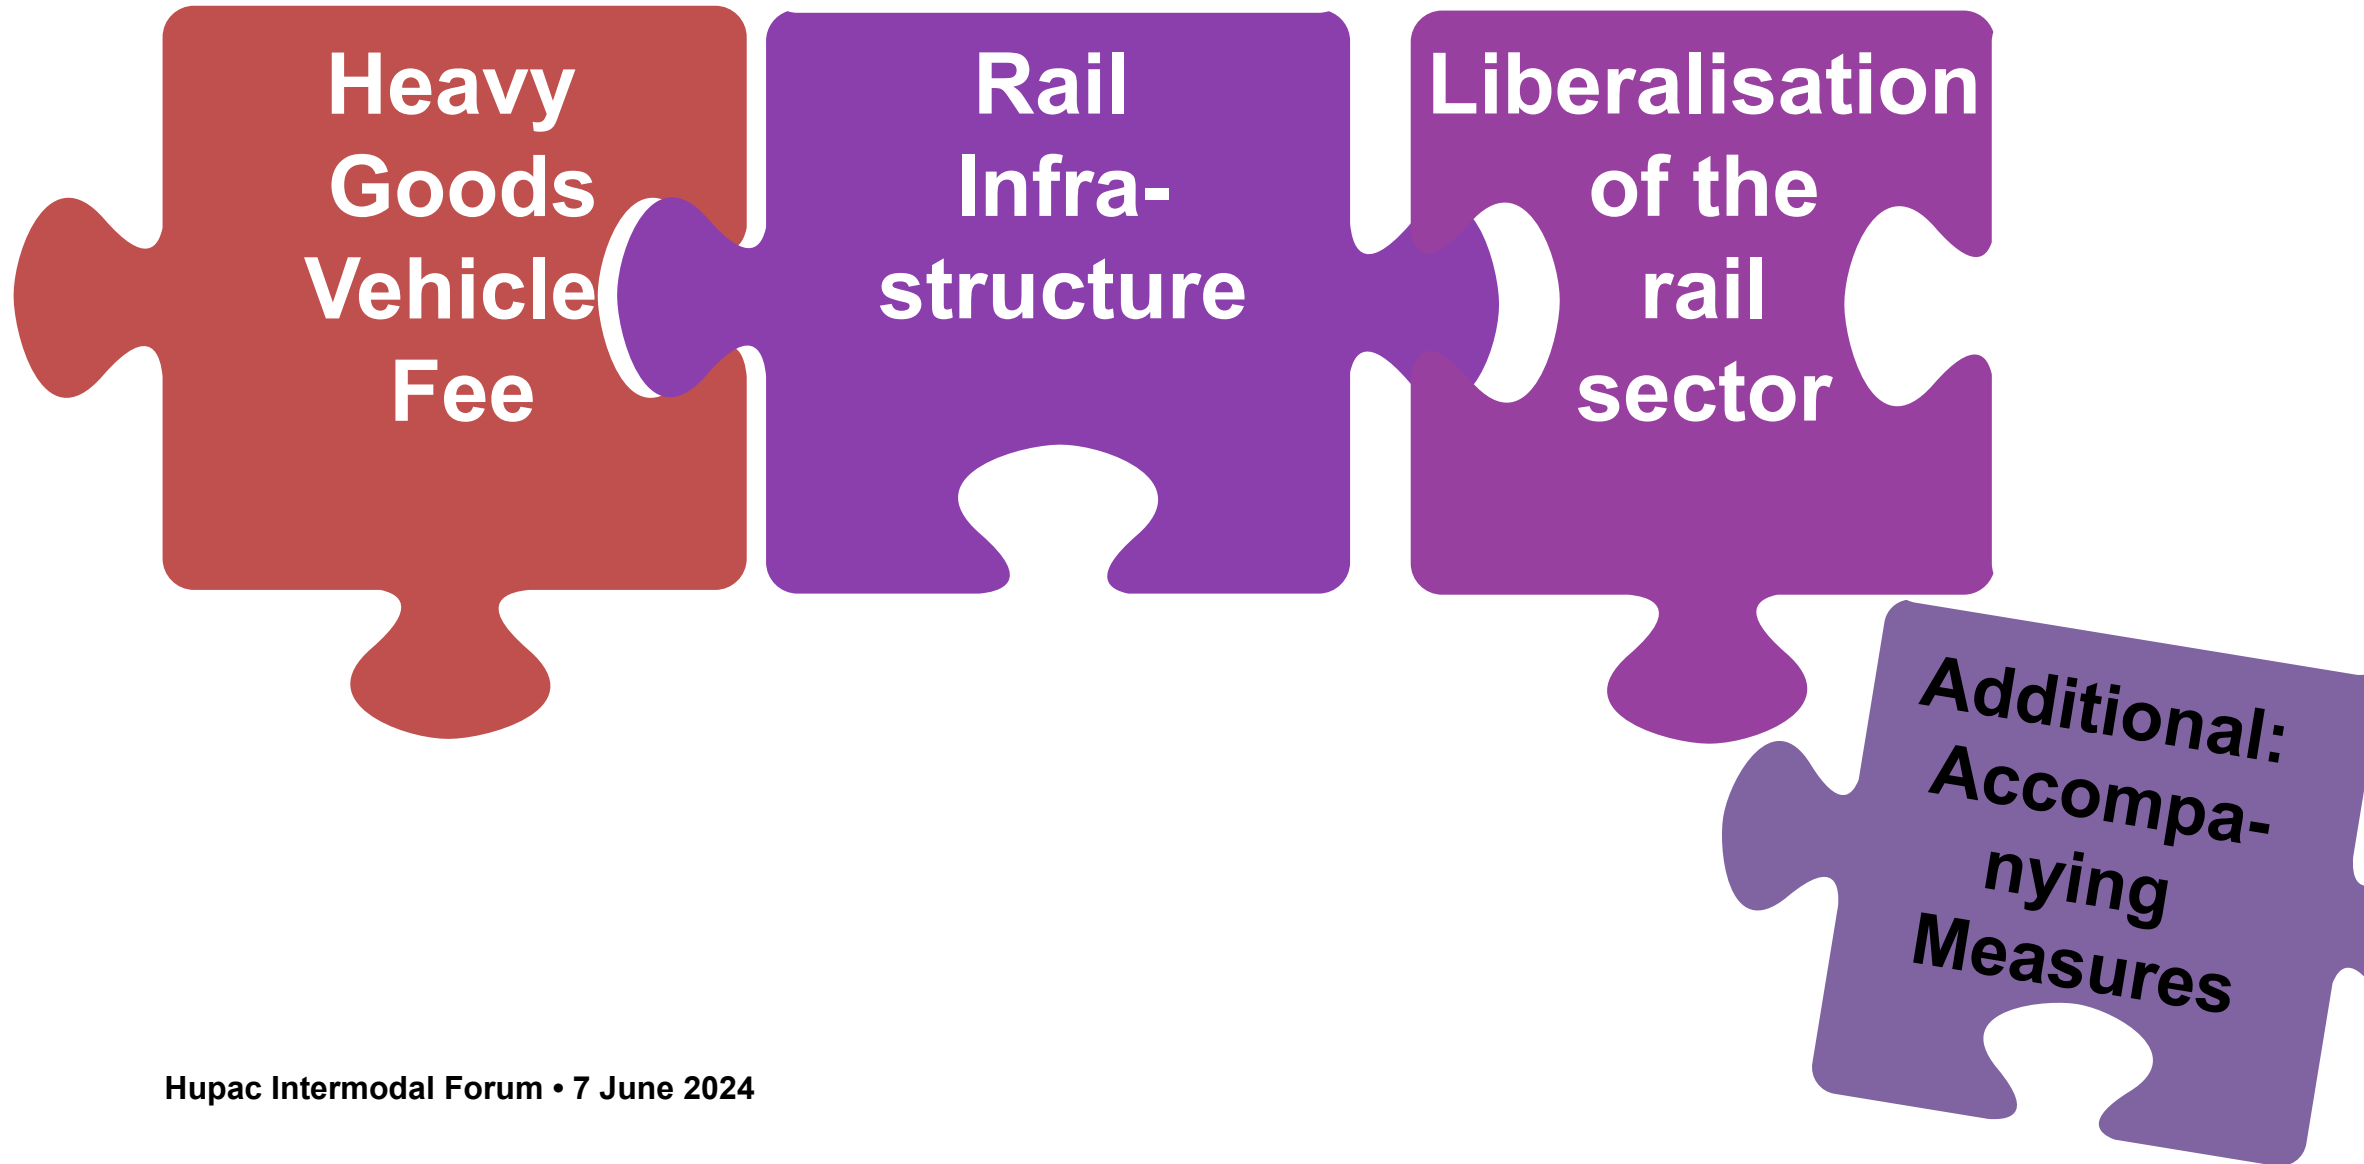 Heavy
Goods
Vehicle
Fee
Rail
Infra-
structure
Liberalisation
of the
rail
sector
Additional:
Accompa-
nying
Measures
Hupac Intermodal Forum • 7 June 2024